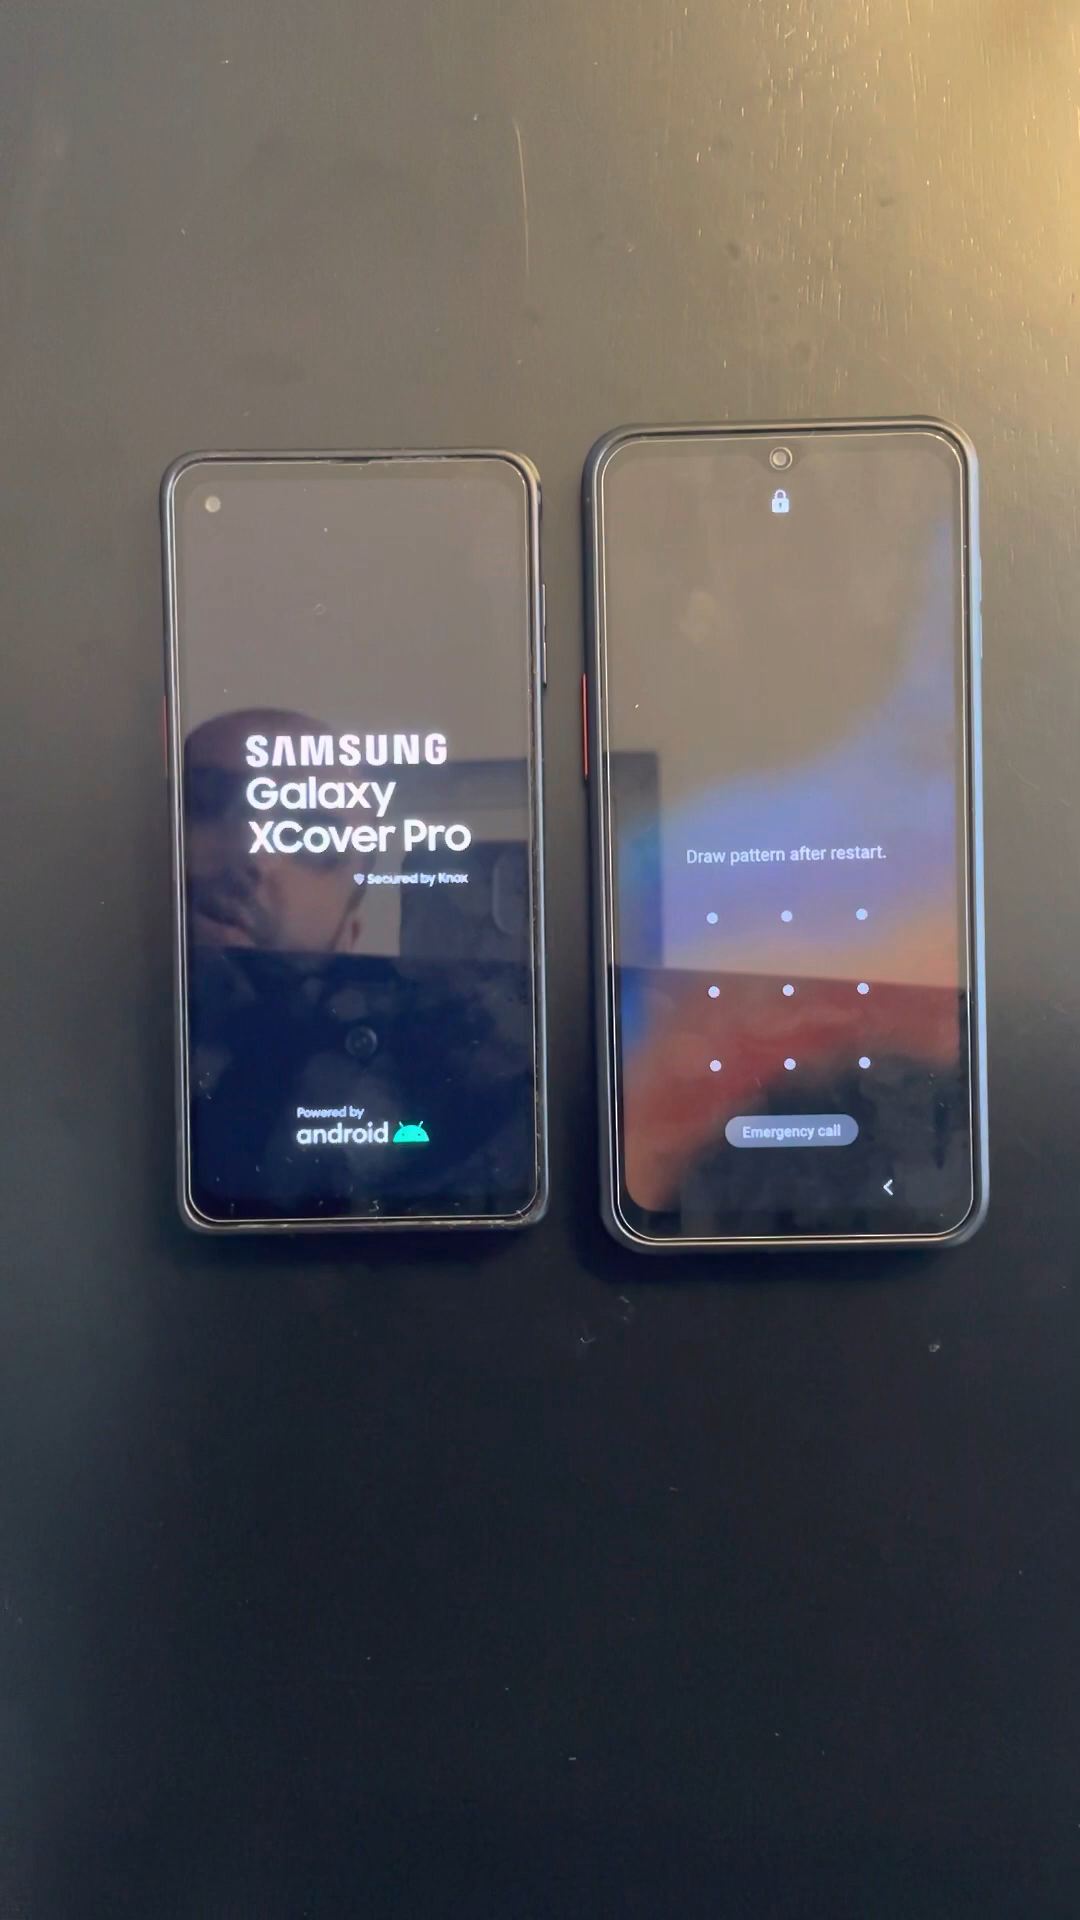 SAMSUNG
Galaxy
XCover Pro
Secured by Knox
Powered by
android
Draw pattern after restart.
Emergency call